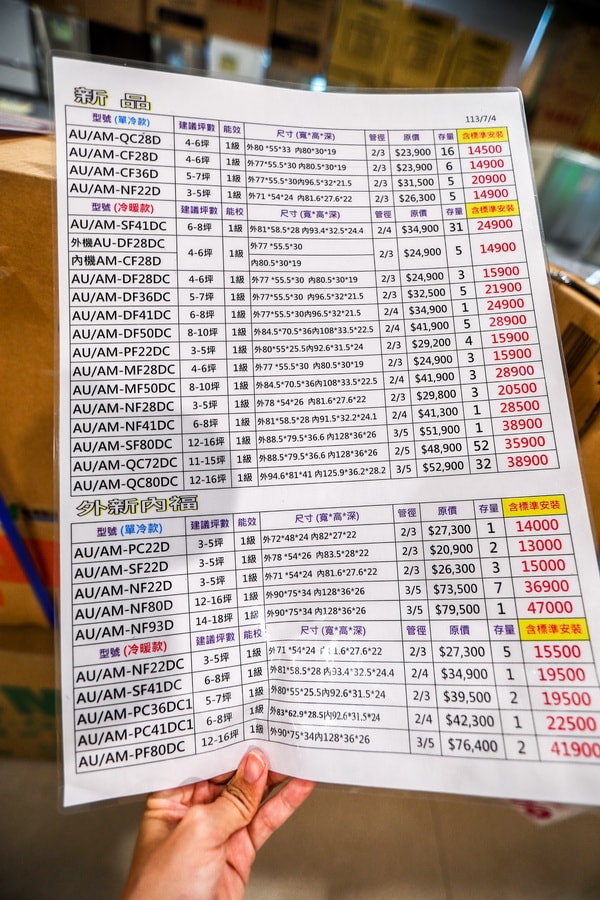 新 品
113/7/4
型號 (單冷款) 建議坪數 能效 尺寸 (寬*高*深) 管徑 原價 存量 含標準安裝
AU/AM-QC28D 4-6坪 1級 外80 *55*33 內80*30*19 2/3 $23,900 16 14500
AU/AM-CF28D 4-6坪 1級 外77*55.5*30 內80.5*30*19 2/3 $23,900 6 14900
AU/AM-CF36D 5-7坪 1級 外77*55.5*30內96.5*32*21.5 2/3 $31,500 5 20900
AU/AM-NF22D 3-5坪 1級 外71 *54*24 內81.6*27.6*22 2/3 $26,300 5 14900
型號 (冷暖款) 建議坪數 能校 尺寸 (寬*高*深) 管徑 原價 存量 含標準安裝
AU/AM-SF41DC 6-8坪 1級 外81*58.5*28 內93.4*32.5*24.4 2/4 $34,900 31 24900
外機AU-DF28DC 4-6坪 1級 外77 *55.5*30 2/3 $24,900 5 14900
內機AM-CF28D 內80.5*30*19
AU/AM-DF28DC 4-6坪 1級 外77 *55.5*30 內80.5*30*19 2/3 $24,900 3 15900
AU/AM-DF36DC 5-7坪 1級 外77*55.5*30 內96.5*32*21.5 2/3 $32,500 5 21900
AU/AM-DF41DC 6-8坪 1級 外77*55.5*30內96.5*32*21.5 2/4 $34,900 1 24900
AU/AM-DF50DC 8-10坪 1級 外84.5*70.5*36內108*33.5*22.5 2/4 $41,900 5 28900
AU/AM-PF22DC 3-5坪 1級 外80*55*25.5內92.6*31.5*24 2/3 $29,200 4 15900
AU/AM-MF28DC 4-6坪 1級 外77 *55.5*30 內80.5*30*19 2/3 $24,900 3 15900
AU/AM-MF50DC 8-10坪 1級 外84.5*70.5*36內108*33.5*22.5 2/4 $41,900 3 28900
AU/AM-NF28DC 3-5坪 1級 外78 *54*26 內81.6*27.6*22 2/3 $29,800 3 20500
AU/AM-NF41DC 6-8坪 1級 外81*58.5*28 內91.5*32.2*24.1 2/4 $41,300 1 28500
AU/AM-SF80DC 12-16坪 1級 外88.5*79.5*36.6 內128*36*26 3/5 $51,900 1 38900
AU/AM-QC72DC 11-15坪 1級 外88.5*79.5*36.6 內128*36*26 2/5 $48,900 52 35900
AU/AM-QC80DC 12-16坪 1級 外94.6*81*41 內125.9*36.2*28.2 3/5 $52,900 32 38900
外新內福
型號 (單冷款) 建議坪數 能效 尺寸 (寬*高*深) 管徑 原價 存量 含標準安裝
AU/AM-PC22D 3-5坪 1級 外72*48*24 內82*27*22 2/3 $27,300 1 14000
AU/AM-SF22D 3-5坪 1級 外78 *54*26 內83.5*28*22 2/3 $20,900 2 13000
AU/AM-NF22D 3-5坪 1級 外71 *54*24 內81.6*27.6*22 2/3 $26,300 3 15000
AU/AM-NF80D 12-16坪 1級 外90*75*34 內128*36*26 3/5 $73,500 7 36900
AU/AM-NF93D 14-18坪 1級 外90*75*34 內128*36*26 3/5 $79,500 1 47000
型號 (冷暖款) 建議坪數 能校 尺寸 (寬*高*深) 管徑 原價 存量 含標準安裝
AU/AM-NF22DC 3-5坪 1級 外71 *54*24 1.6*27.6*22 2/3 $27,300 5 15500
AU/AM-SF41DC 6-8坪 1級 外81*58.5*28 內93.4*32.5*24.4 2/4 $34,900 1 19500
AU/AM-PC36DC1 5-7坪 1級 外80*55*25.5內92.6*31.5*24 2/3 $39,500 2 19500
AU/AM-PC41DC1 6-8坪 1級 外83*62.9*28.5內92.6*31.5*24 2/4 $42,300 1 22500
AU/AM-PF80DC 12-16坪 1級 外90*75*34內128*36*26 3/5 $76,400 2 41900